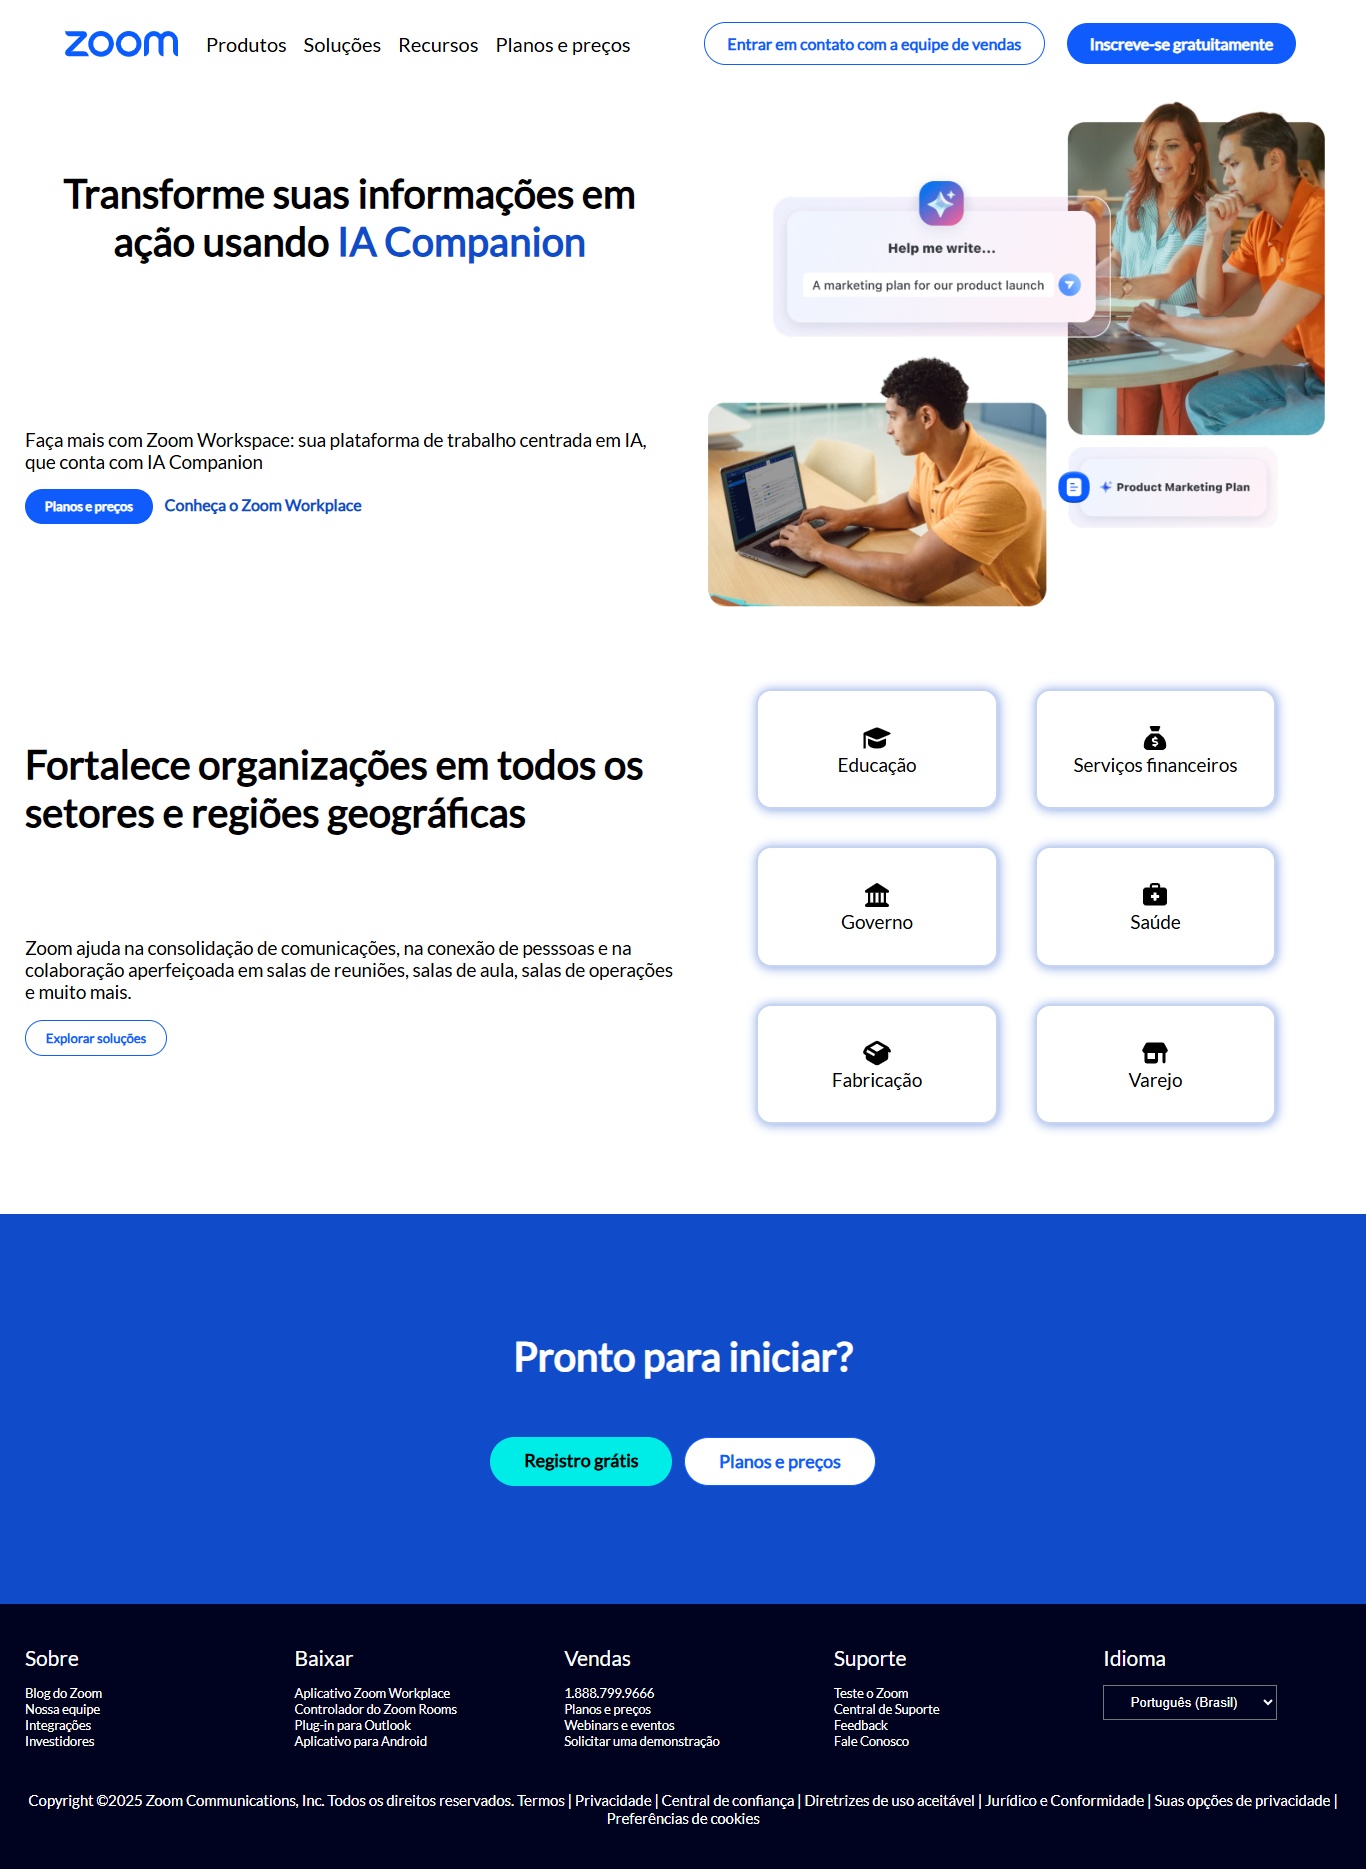 zoom Produtos Soluções Recursos Planos e preços Entrar em contato com a equipe de vendas Inscreve-se gratuitamente
Transforme suas informações em
ação usando IA Companion
Help me write...
A marketing plan for our product launch
Faça mais com Zoom Workspace: sua plataforma de trabalho centrada em IA,
que conta com IA Companion
Planos e preços Conheça o Zoom Workplace
Product Marketing Plan
Fortalece organizações em todos os
setores e regiões geográficas
Zoom ajuda na consolidação de comunicações, na conexão de pesssoas e na
colaboração aperfeiçoada em salas de reuniões, salas de aula, salas de operações
e muito mais.
Explorar soluções
Educação
Serviços financeiros
Governo
Saúde
Fabricação
Varejo
Pronto para iniciar?
Registro grátis Planos e preços
Sobre
Blog do Zoom
Nossa equipe
Integrações
Investidores
Baixar
Aplicativo Zoom Workplace
Controlador do Zoom Rooms
Plug-in para Outlook
Aplicativo para Android
Vendas
1.888.799.9666
Planos e preços
Webinars e eventos
Solicitar uma demonstração
Suporte
Teste o Zoom
Central de Suporte
Feedback
Fale Conosco
Idioma
Português (Brasil)
Copyright ©2025 Zoom Communications, Inc. Todos os direitos reservados. Termos | Privacidade | Central de confiança | Diretrizes de uso aceitável | Jurídico e Conformidade | Suas opções de privacidade |
Preferências de cookies